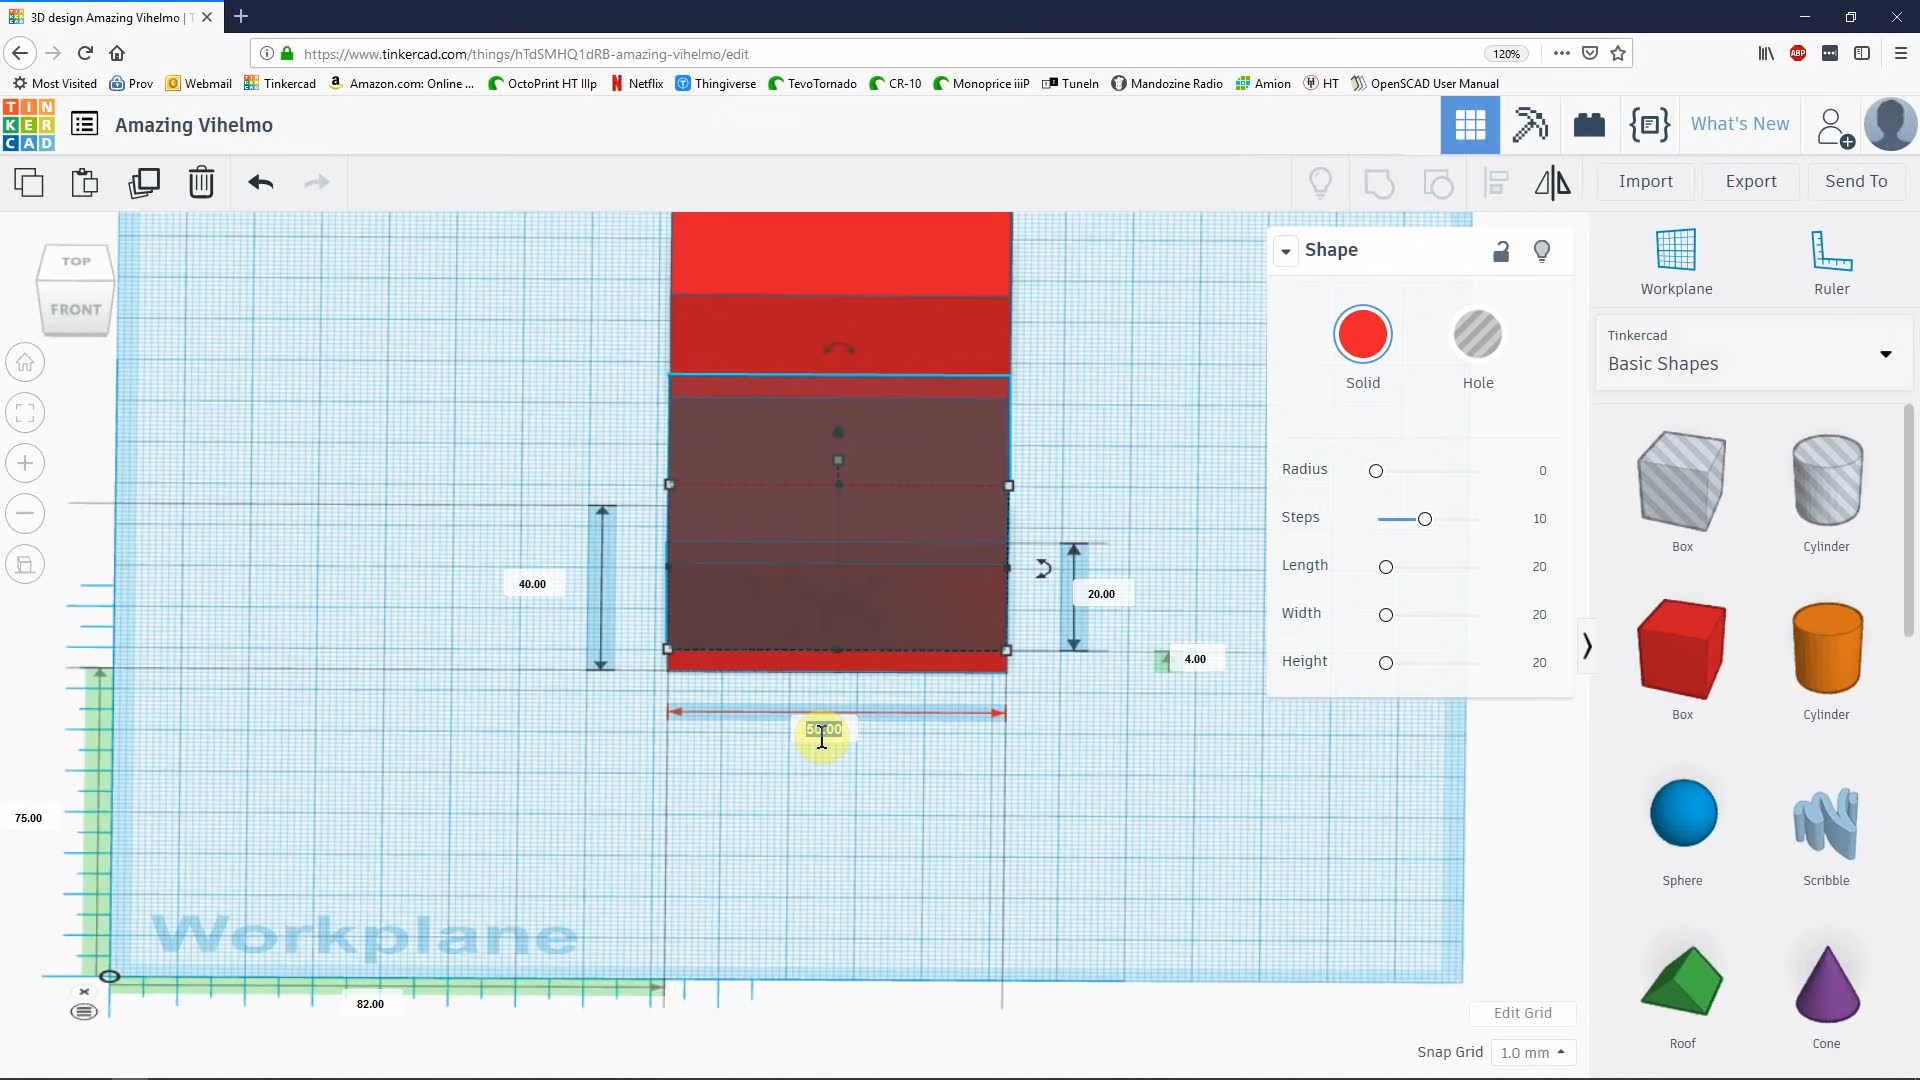 3D design Amazing Vihelmo | T
https://www.tinkercad.com/things/hTdSMHQ1dRB-amazing-vihelmo/edit
120%
Most Visited Prov Webmail Tinkercad Amazon.com: Online ... OctoPrint HT IIIp Netflix Thingiverse TevoTornado CR-10 Monoprice iiiP TuneIn Mandozine Radio Amion HT OpenSCAD User Manual
TIN
KER
CAD
Amazing Vihelmo
What's New
Import
Export
Send To
TOP
FRONT
Shape
Solid
Hole
Radius
0
Steps
10
Length
20
Width
20
Height
20
40.00
20.00
4.00
50.00
75.00
82.00
Workplane
Edit Grid
Snap Grid
1.0 mm
Workplane
Ruler
Tinkercad
Basic Shapes
Box
Cylinder
Box
Cylinder
Sphere
Scribble
Roof
Cone